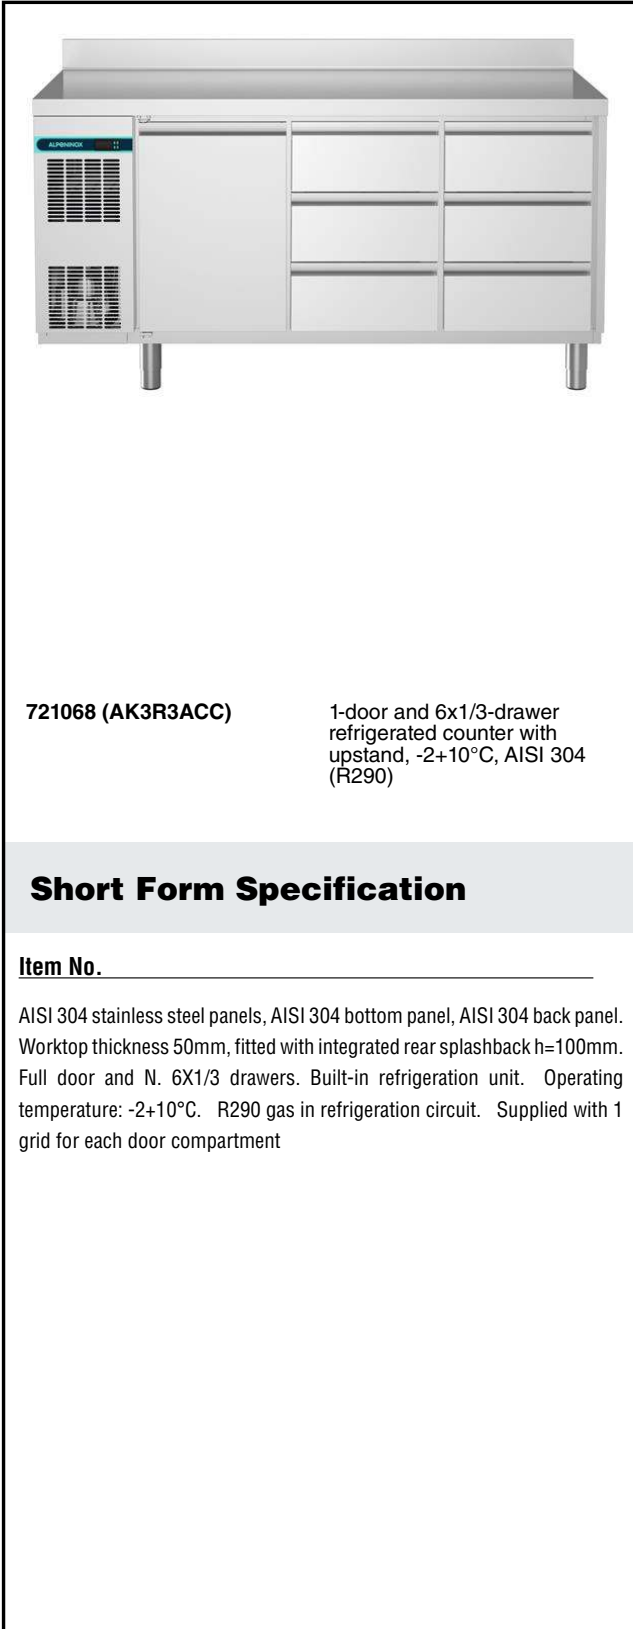 ALPENINOX
721068 (AK3R3ACC)
1-door and 6x1/3-drawer
refrigerated counter with
upstand, -2+10°C, AISI 304
(R290)
Short Form Specification
Item No.
AISI 304 stainless steel panels, AISI 304 bottom panel, AISI 304 back panel.
Worktop thickness 50mm, fitted with integrated rear splashback h=100mm.
Full door and N. 6X1/3 drawers. Built-in refrigeration unit. Operating
temperature: -2+10°C. R290 gas in refrigeration circuit. Supplied with 1
grid for each door compartment